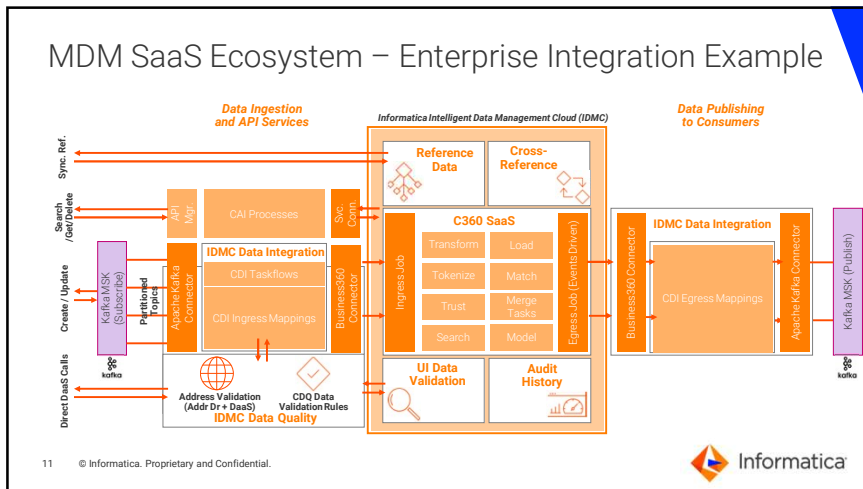 MDM SaaS Ecosystem – Enterprise Integration Example
Data Ingestion
and API Services
Informatica Intelligent Data Management Cloud (IDMC)
Data Publishing
to Consumers
Sync. Ref.
Reference
Data
Cross-
Reference
Search
/Get/Delete
API
Mgr.
CAI Processes
Svc.
Conn.
C360 SaaS
Create / Update
Kafka MSK
(Subscribe)
kafka
Partitioned
Topics
Apache Kafka
Connector
IDMC Data Integration
CDI Taskflows
CDI Ingress Mappings
Business360
Connector
Ingress Job
Transform
Load
Tokenize
Match
Trust
Merge
Tasks
Search
Model
Egress Job (Events Driven)
Business360 Connector
IDMC Data Integration
CDI Egress Mappings
Apache Kafka Connector
Kafka MSK (Publish)
kafka
Direct DaaS Calls
Address Validation
(Addr Dr + DaaS)
CDQ Data
Validation Rules
IDMC Data Quality
UI Data
Validation
Audit
History
11
© Informatica. Proprietary and Confidential.
Informatica